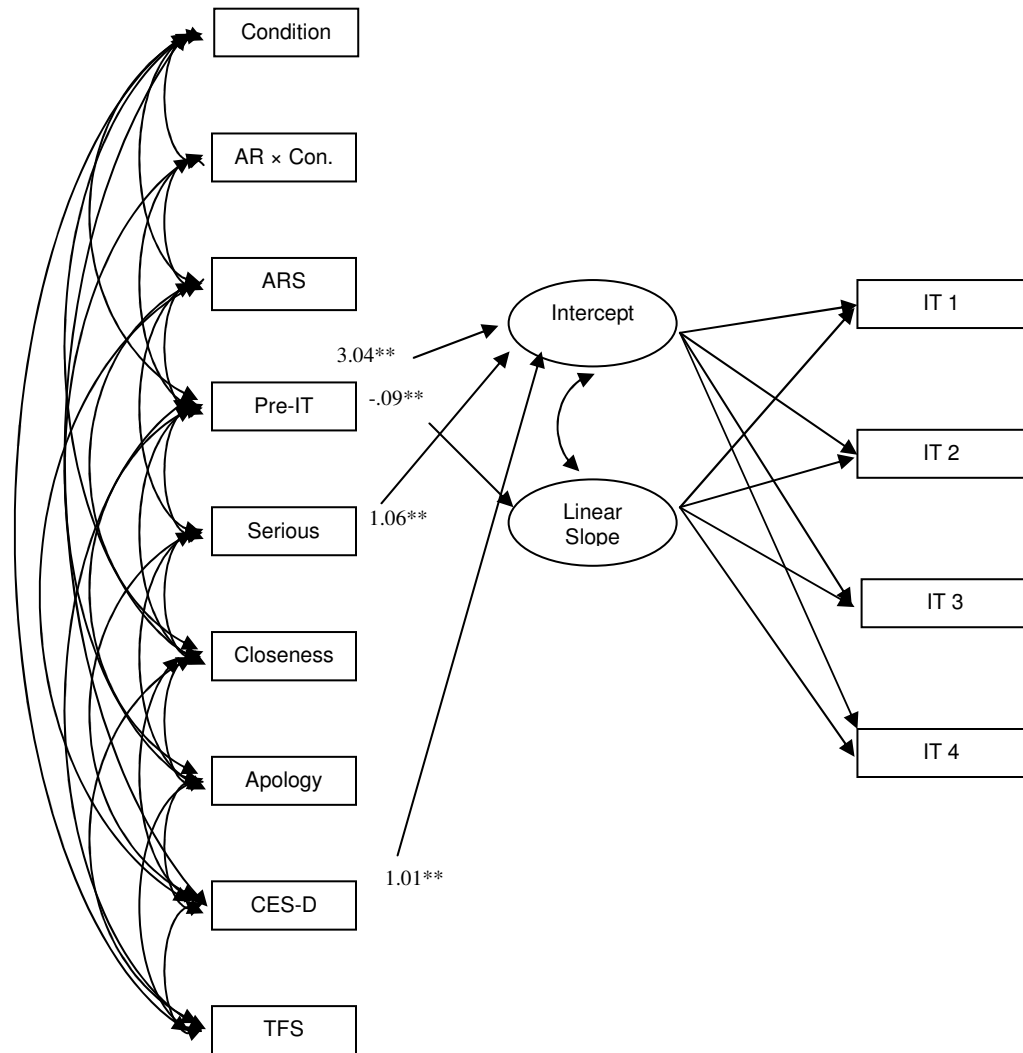 Condition
AR × Con.
ARS
Intercept
IT 1
3.04**
Pre-IT
-.09**
IT 2
Serious
1.06**
Linear
Slope
IT 3
Closeness
IT 4
Apology
1.01**
CES-D
TFS